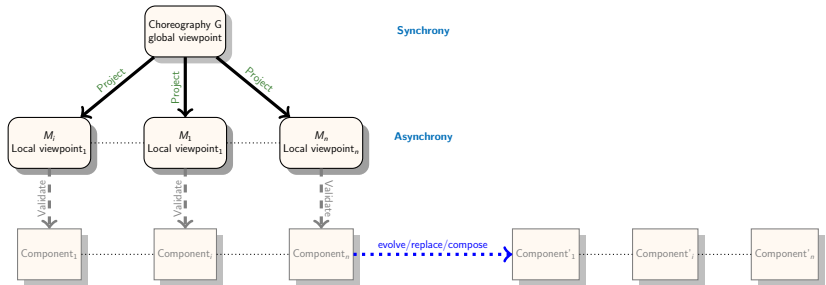 Choreography G
global viewpoint
Synchrony
Project
Project
Project
Mᵢ
Local viewpoint₁
M₁
Local viewpoint₁
Mₙ
Local viewpointₙ
Asynchrony
Validate
Validate
Validate
Component₁
Componentᵢ
Componentₙ
evolve/replace/compose
Component'₁
Component'ᵢ
Component'ₙ